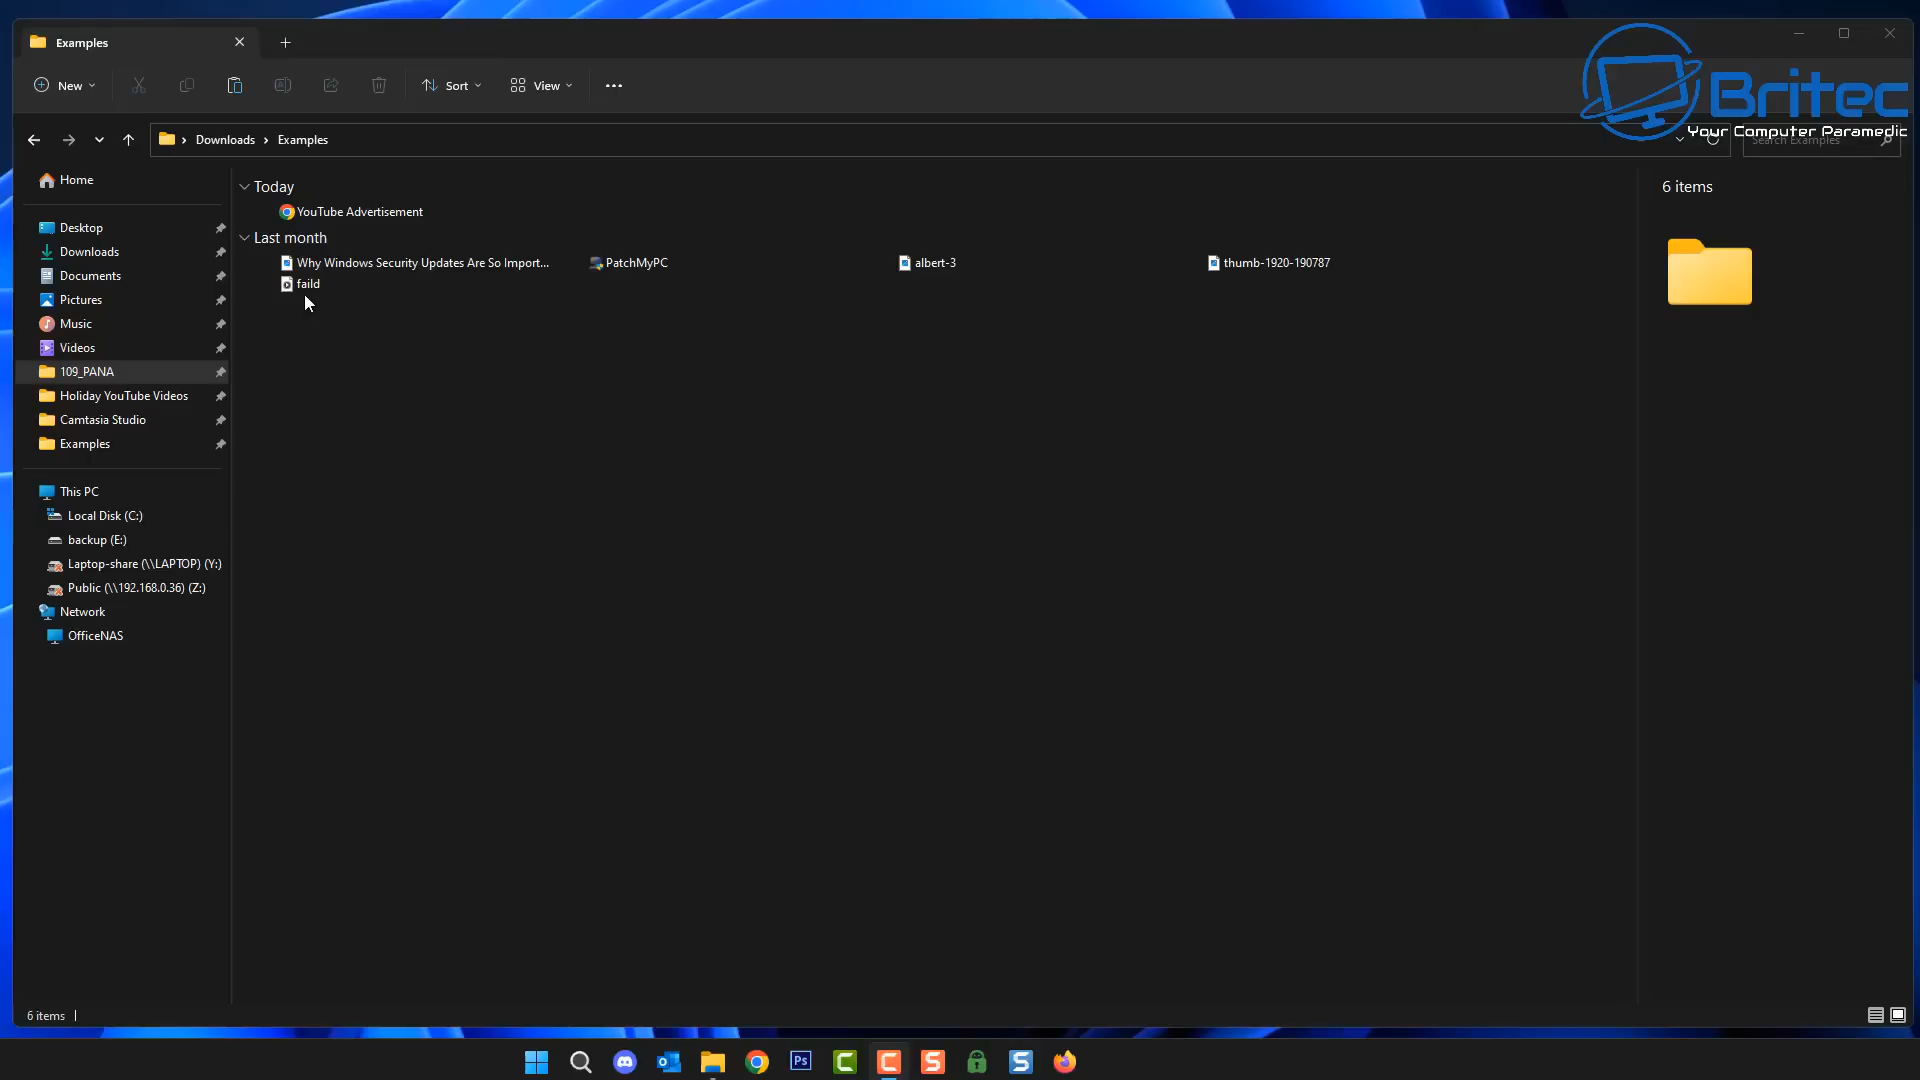 Examples
Britec
Your Computer Paramedic
New
Sort
View
Downloads
Examples
Search Examples
Home
Desktop
Downloads
Documents
Pictures
Music
Videos
109_PANA
Holiday YouTube Videos
Camtasia Studio
Examples
This PC
Local Disk (C:)
backup (E:)
Laptop-share (\\LAPTOP) (Y:)
Public (\\192.168.0.36) (Z:)
Network
OfficeNAS
Today
YouTube Advertisement
Last month
Why Windows Security Updates Are So Import... PatchMyPC albert-3 thumb-1920-190787
faild
6 items
6 items
Ps